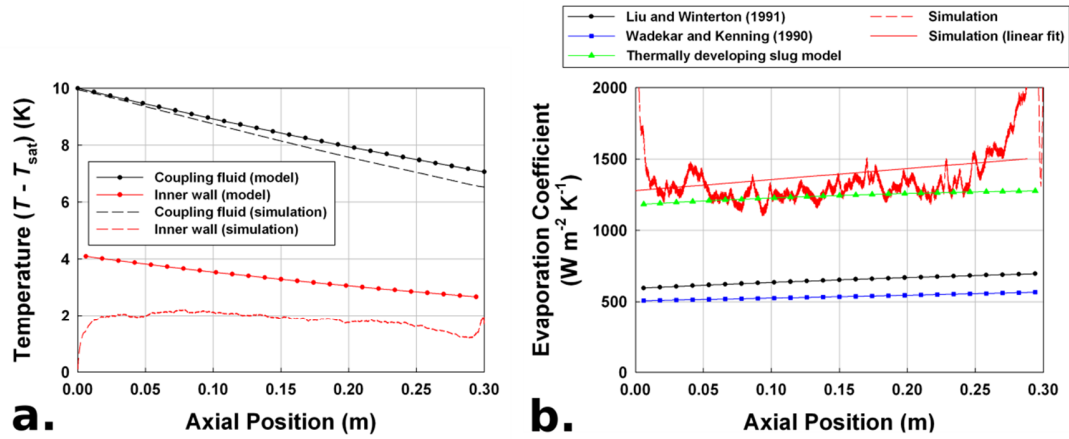 Temperature (T - Tsat) (K)
10
8
6
4
2
0
Coupling fluid (model)
Inner wall (model)
Coupling fluid (simulation)
Inner wall (simulation)
0.00 0.05 0.10 0.15 0.20 0.25 0.30
Axial Position (m)
a.
Liu and Winterton (1991)
Wadekar and Kenning (1990)
Thermally developing slug model
Simulation
Simulation (linear fit)
Evaporation Coefficient
(W m-2 K-1)
2000
1500
1000
500
0
0.00 0.05 0.10 0.15 0.20 0.25 0.30
Axial Position (m)
b.